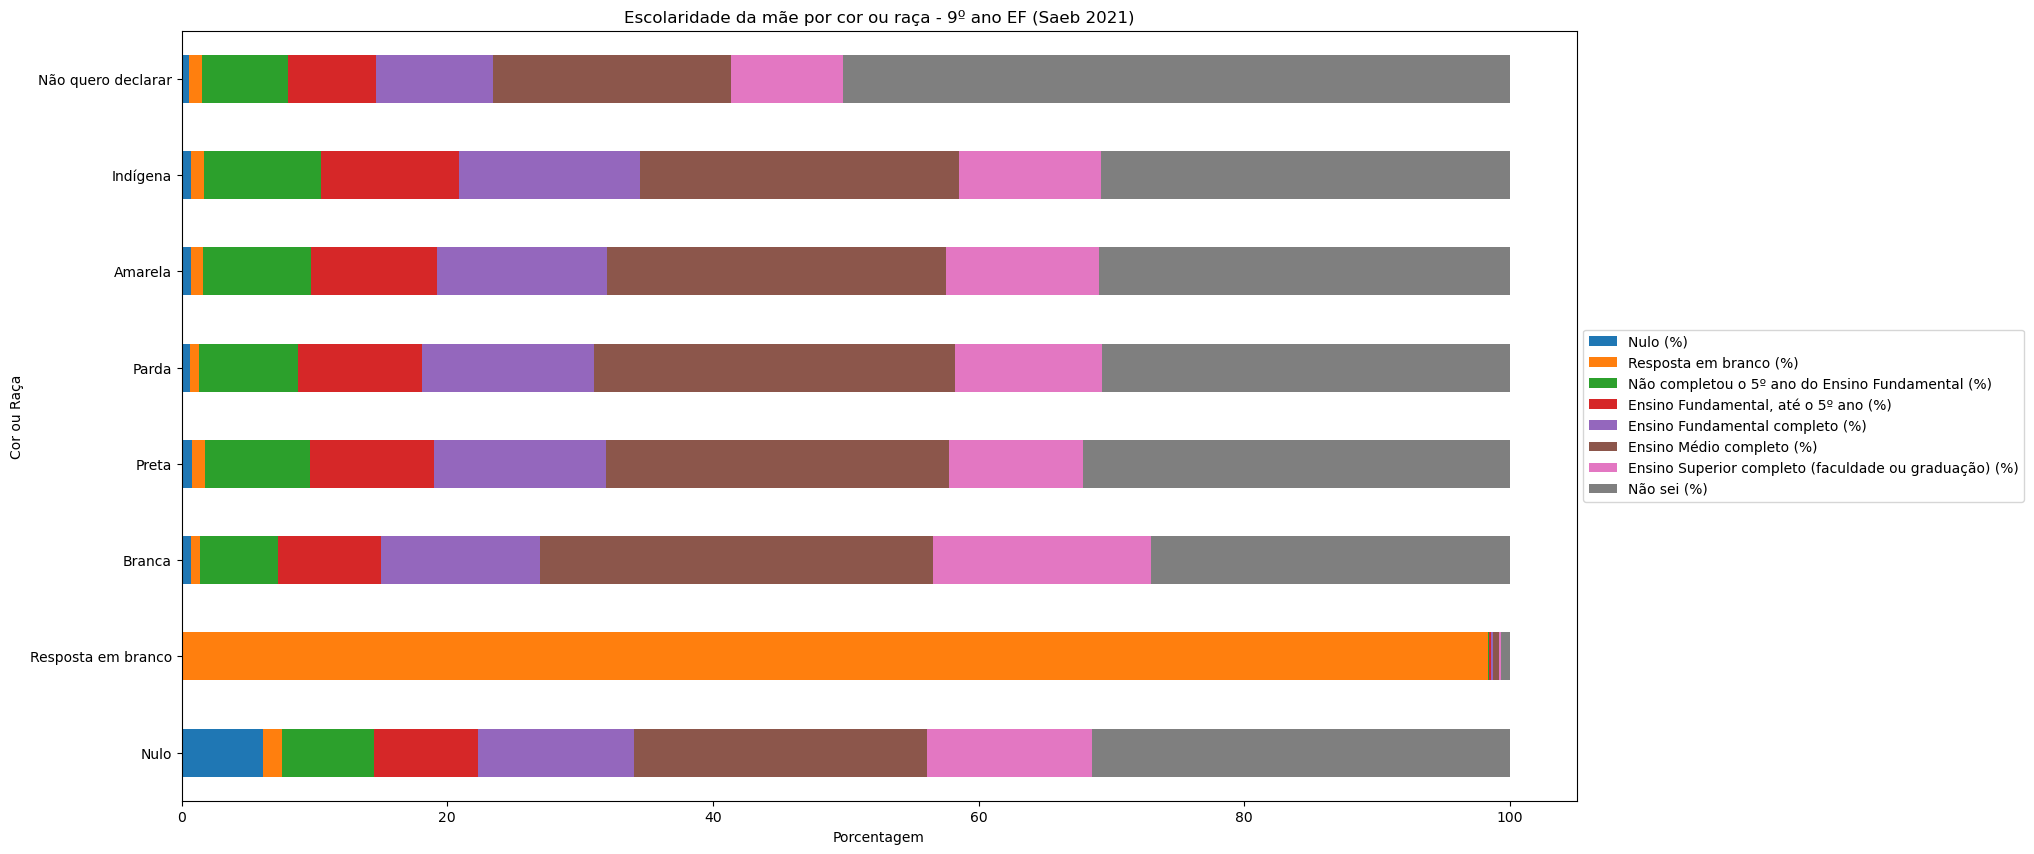 Escolaridade da mãe por cor ou raça - 9º ano EF (Saeb 2021)
Cor ou Raça
Não quero declarar
Indígena
Amarela
Parda
Preta
Branca
Resposta em branco
Nulo
0 20 40 60 80 100
Porcentagem
Nulo (%)
Resposta em branco (%)
Não completou o 5º ano do Ensino Fundamental (%)
Ensino Fundamental, até o 5º ano (%)
Ensino Fundamental completo (%)
Ensino Médio completo (%)
Ensino Superior completo (faculdade ou graduação) (%)
Não sei (%)